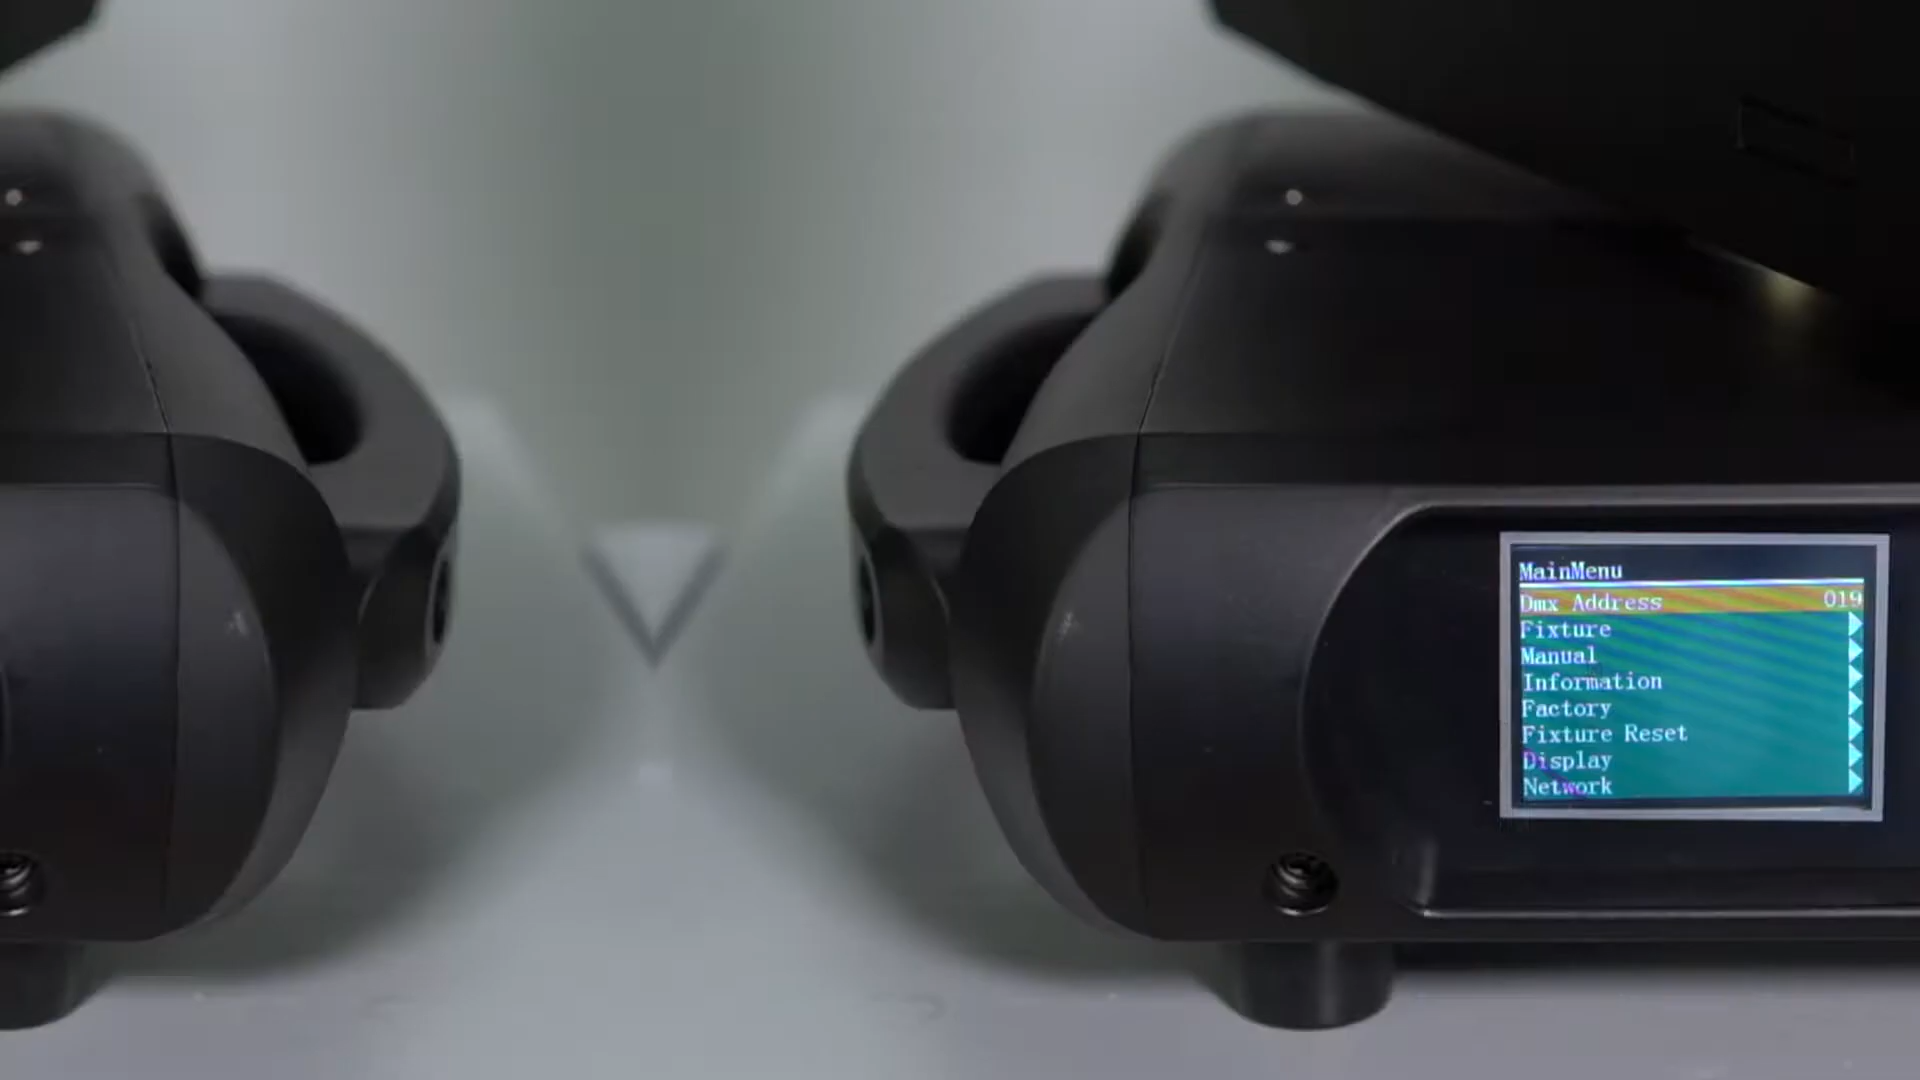 MainMenu
Dmx Address 019
Fixture
Manual
Information
Factory
Fixture Reset
Display
Network